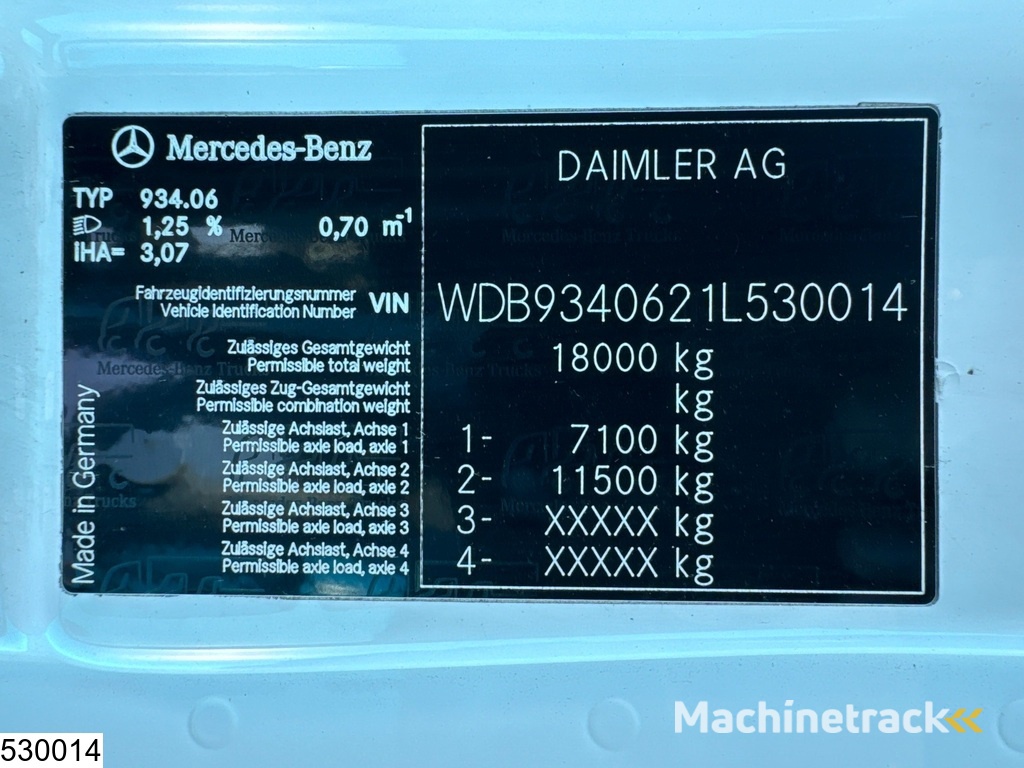 Mercedes-Benz
TYP 934.06
1,25 % 0,70 m-1
IHA= 3,07
DAIMLER AG
Fahrzeugidentifizierungsnummer
Vehicle Identification Number
VIN WDB9340621L530014
Zulässiges Gesamtgewicht
Permissible total weight
18000 kg
Zulässiges Zug-Gesamtgewicht
Permissible combination weight
kg
Zulässige Achslast, Achse 1
Permissible axle load, axle 1
1- 7100 kg
Zulässige Achslast, Achse 2
Permissible axle load, axle 2
2- 11500 kg
Zulässige Achslast, Achse 3
Permissible axle load, axle 3
3- XXXXX kg
Zulässige Achslast, Achse 4
Permissible axle load, axle 4
4- XXXXX kg
Made in Germany
Machinetrack
530014